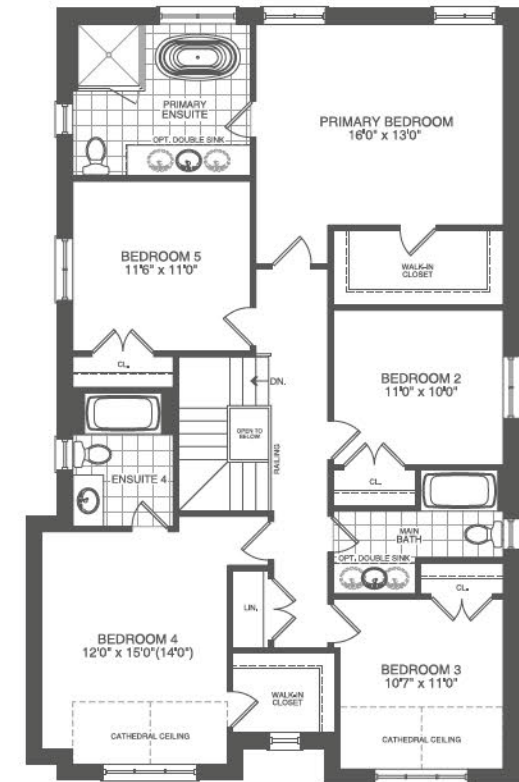 PRIMARY
ENSUITE
OPT. DOUBLE SINK
PRIMARY BEDROOM
16'0" x 13'0"
BEDROOM 5
11'6" x 11'0"
WALK-IN
CLOSET
CL.
DN.
BEDROOM 2
11'0" x 10'0"
OPEN TO
BELOW
RAILING
ENSUITE 4
CL.
MAIN
BATH
OPT. DOUBLE SINK
CL.
LIN.
BEDROOM 4
12'0" x 15'0"(14'0")
WALK-IN
CLOSET
BEDROOM 3
10'7" x 11'0"
CATHEDRAL CEILING
CATHEDRAL CEILING